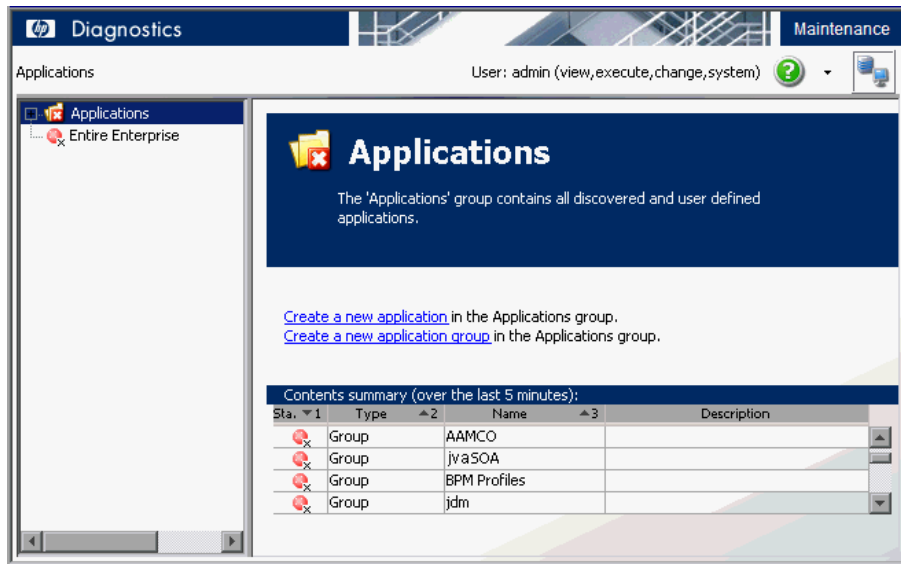 hp Diagnostics Maintenance
Applications User: admin (view,execute,change,system) ?
Applications
Entire Enterprise
Applications
The 'Applications' group contains all discovered and user defined
applications.
Create a new application in the Applications group.
Create a new application group in the Applications group.
Contents summary (over the last 5 minutes):
Sta. 1 Type 2 Name 3 Description
Group AAMCO
Group jvaSOA
Group BPM Profiles
Group jdm